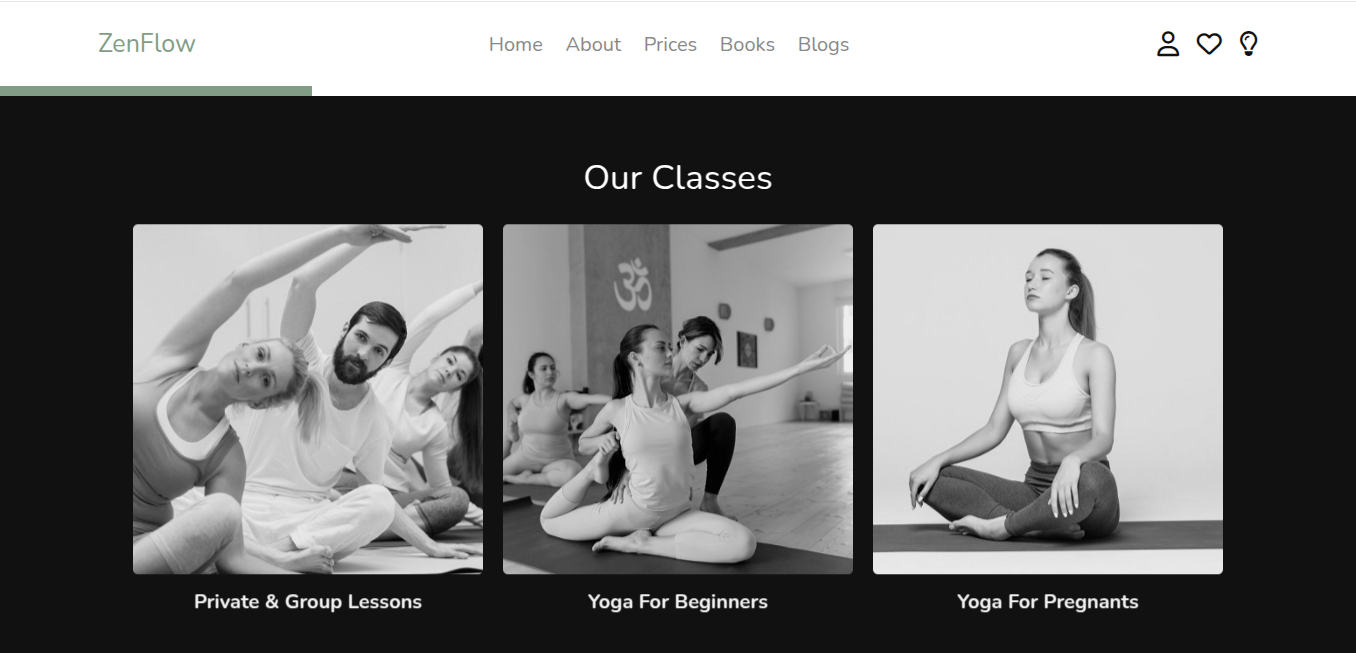 ZenFlow
Home About Prices Books Blogs
Our Classes
ॐ
Private & Group Lessons
Yoga For Beginners
Yoga For Pregnants